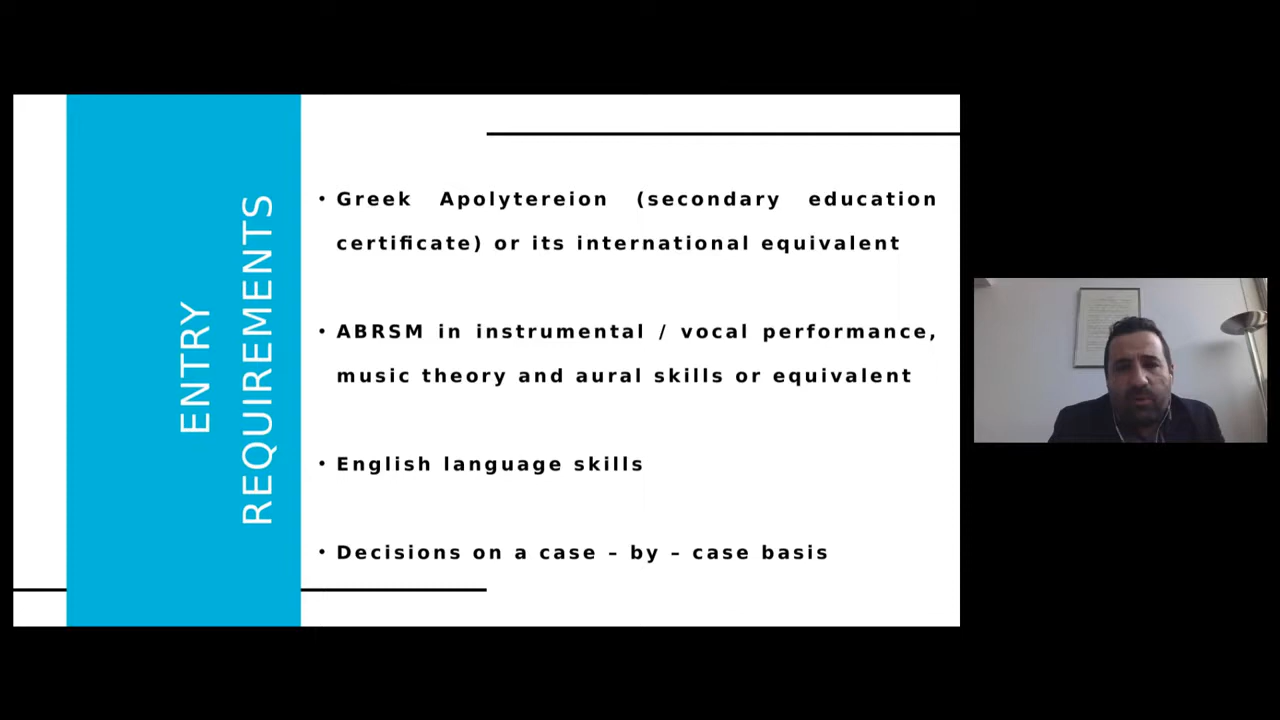 ENTRY
REQUIREMENTS
• Greek Apolytereion (secondary education
certificate) or its international equivalent
• ABRSM in instrumental / vocal performance,
music theory and aural skills or equivalent
• English language skills
• Decisions on a case – by – case basis